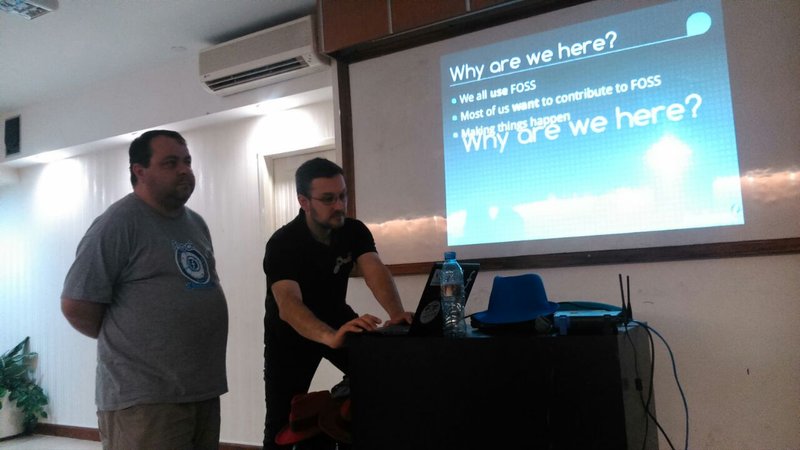 Why are we here?
We all use FOSS
Most of us want to contribute to FOSS
Making things happen
Why are we here?